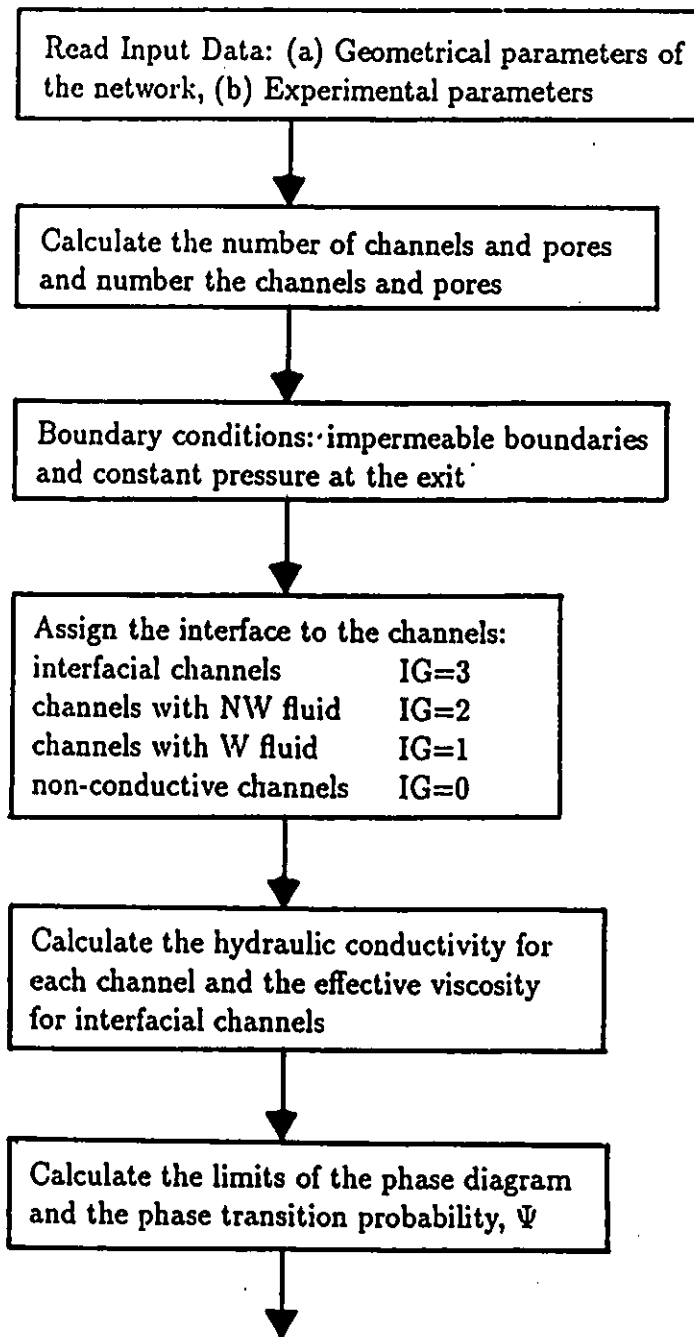 Read Input Data: (a) Geometrical parameters of
the network, (b) Experimental parameters
Calculate the number of channels and pores
and number the channels and pores
Boundary conditions: impermeable boundaries
and constant pressure at the exit
Assign the interface to the channels:
interfacial channels IG=3
channels with NW fluid IG=2
channels with W fluid IG=1
non-conductive channels IG=0
Calculate the hydraulic conductivity for
each channel and the effective viscosity
for interfacial channels
Calculate the limits of the phase diagram
and the phase transition probability, Ψ